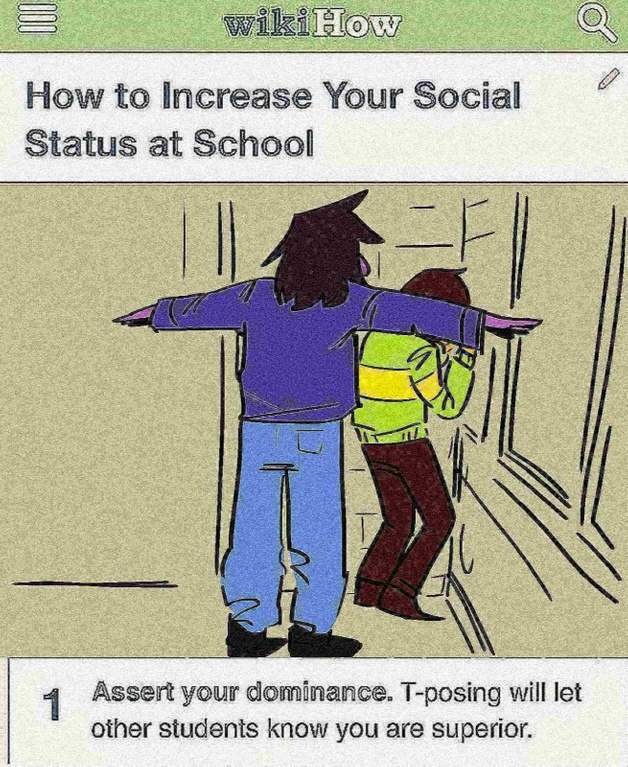 wikiHow
How to Increase Your Social
Status at School
1
Assert your dominance. T-posing will let
other students know you are superior.